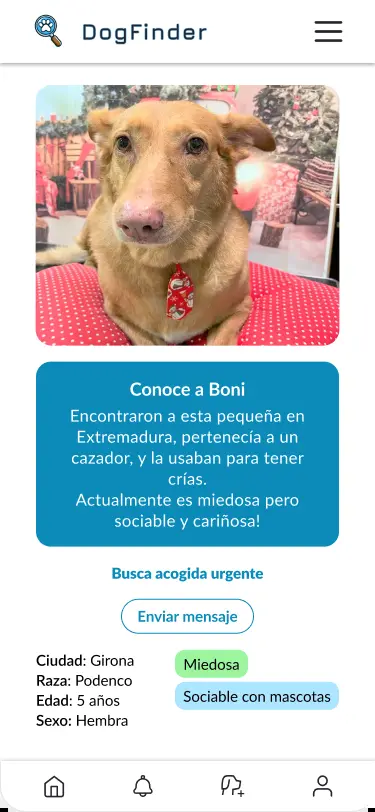 DogFinder
Conoce a Boni
Encontraron a esta pequeña en
Extremadura, pertenecía a un
cazador, y la usaban para tener
crías.
Actualmente es miedosa pero
sociable y cariñosa!
Busca acogida urgente
Enviar mensaje
Ciudad: Girona
Raza: Podenco
Edad: 5 años
Sexo: Hembra
Miedosa
Sociable con mascotas